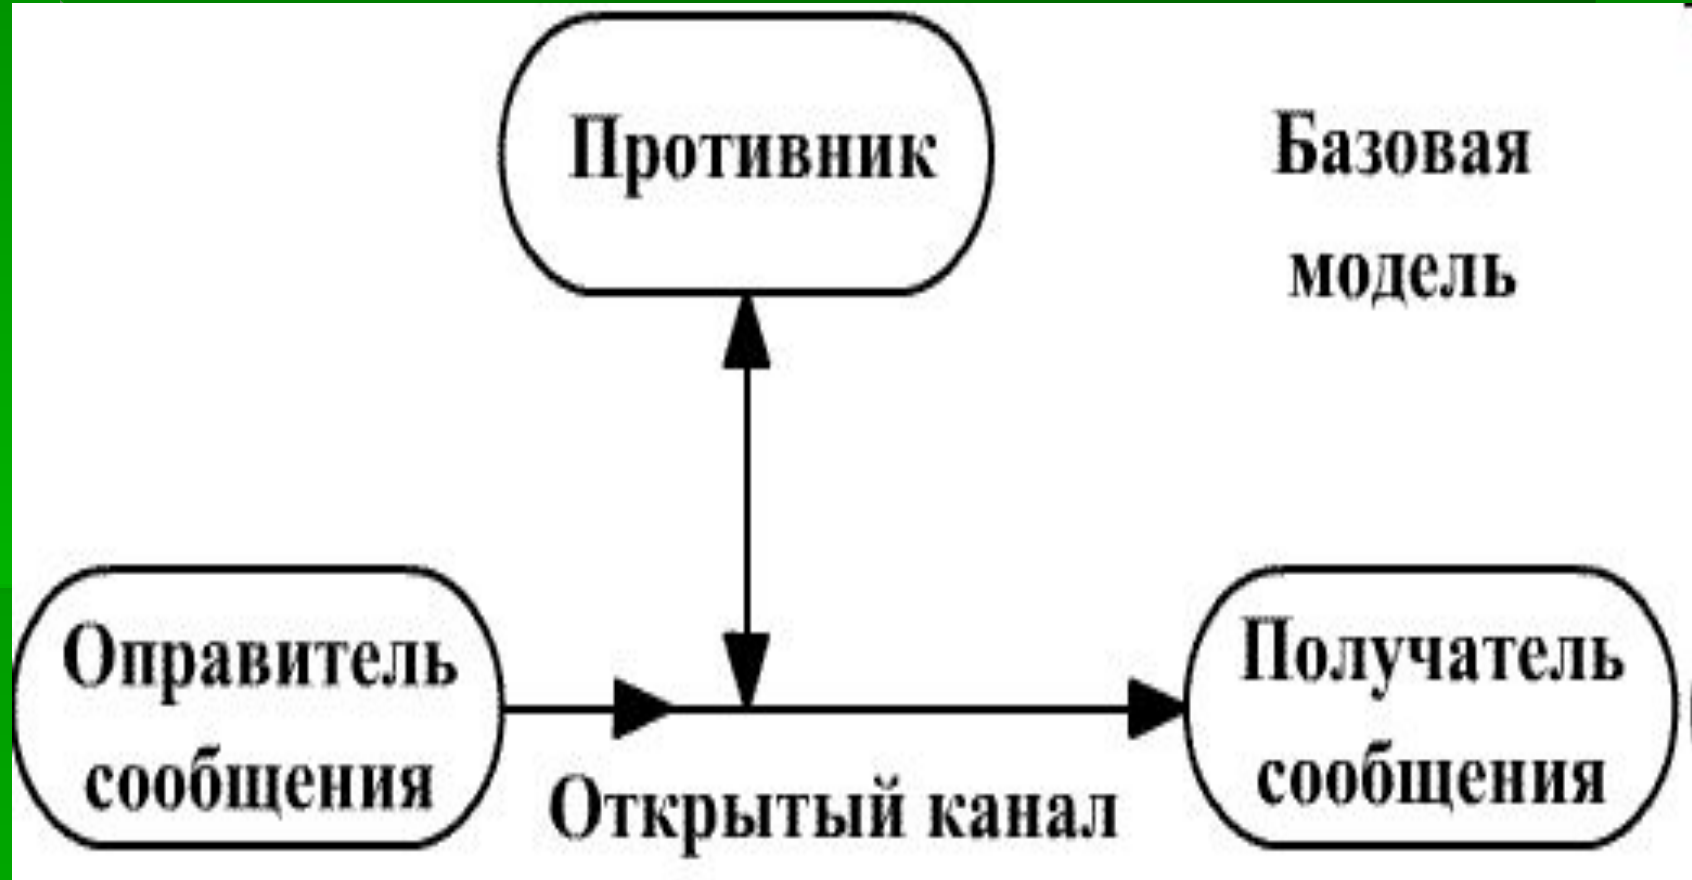 Противник
Базовая
модель
Оправитель
сообщения
Открытый канал
Получатель
сообщения